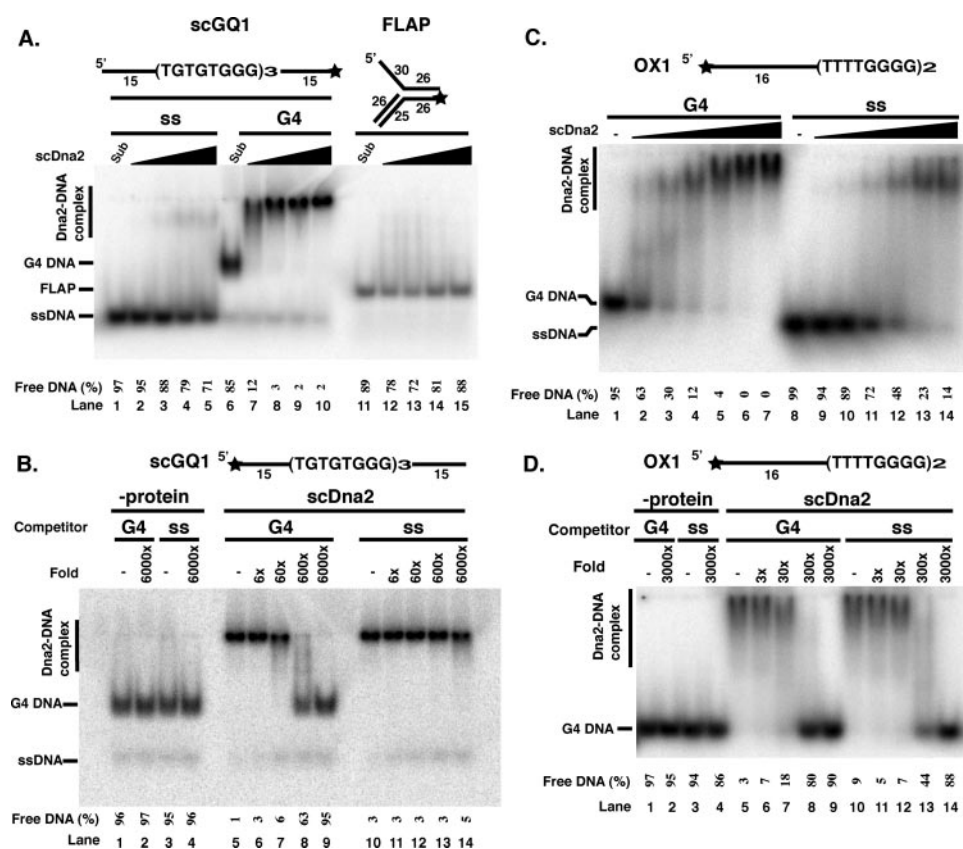 A.
scGQ1
FLAP
5'
15
(TGTGTGGG)3
15
30
26
26
25
26
ss
G4
scDna2
Sub
Sub
Sub
Dna2-DNA
complex
G4 DNA
FLAP
ssDNA
Free DNA (%) 97 95 88 79 71 85 12 3 2 2 89 78 72 81 88
Lane 1 2 3 4 5 6 7 8 9 10 11 12 13 14 15
B.
scGQ1 5' 15 (TGTGTGGG)3 15
-protein scDna2
Competitor G4 ss G4 ss
Fold - 6000x - 6000x - 6x 60x 600x 6000x - 6x 60x 600x 6000x
Dna2-DNA
complex
G4 DNA
ssDNA
Free DNA (%) 96 97 95 96 1 3 6 63 95 3 3 3 3 5
Lane 1 2 3 4 5 6 7 8 9 10 11 12 13 14
C.
OX1 5' 16 (TTTTGGGG)2
G4 ss
scDna2 - -
Dna2-DNA
complex
G4 DNA
ssDNA
Free DNA (%) 95 63 30 12 4 0 0 99 94 89 72 48 23 14
Lane 1 2 3 4 5 6 7 8 9 10 11 12 13 14
D.
OX1 5' 16 (TTTTGGGG)2
-protein scDna2
Competitor G4 ss G4 ss
Fold - 3000x - 3000x - 3x 30x 300x 3000x - 3x 30x 300x 3000x
Dna2-DNA
complex
G4 DNA
Free DNA (%) 97 95 94 86 3 7 18 80 90 9 5 7 44 88
Lane 1 2 3 4 5 6 7 8 9 10 11 12 13 14